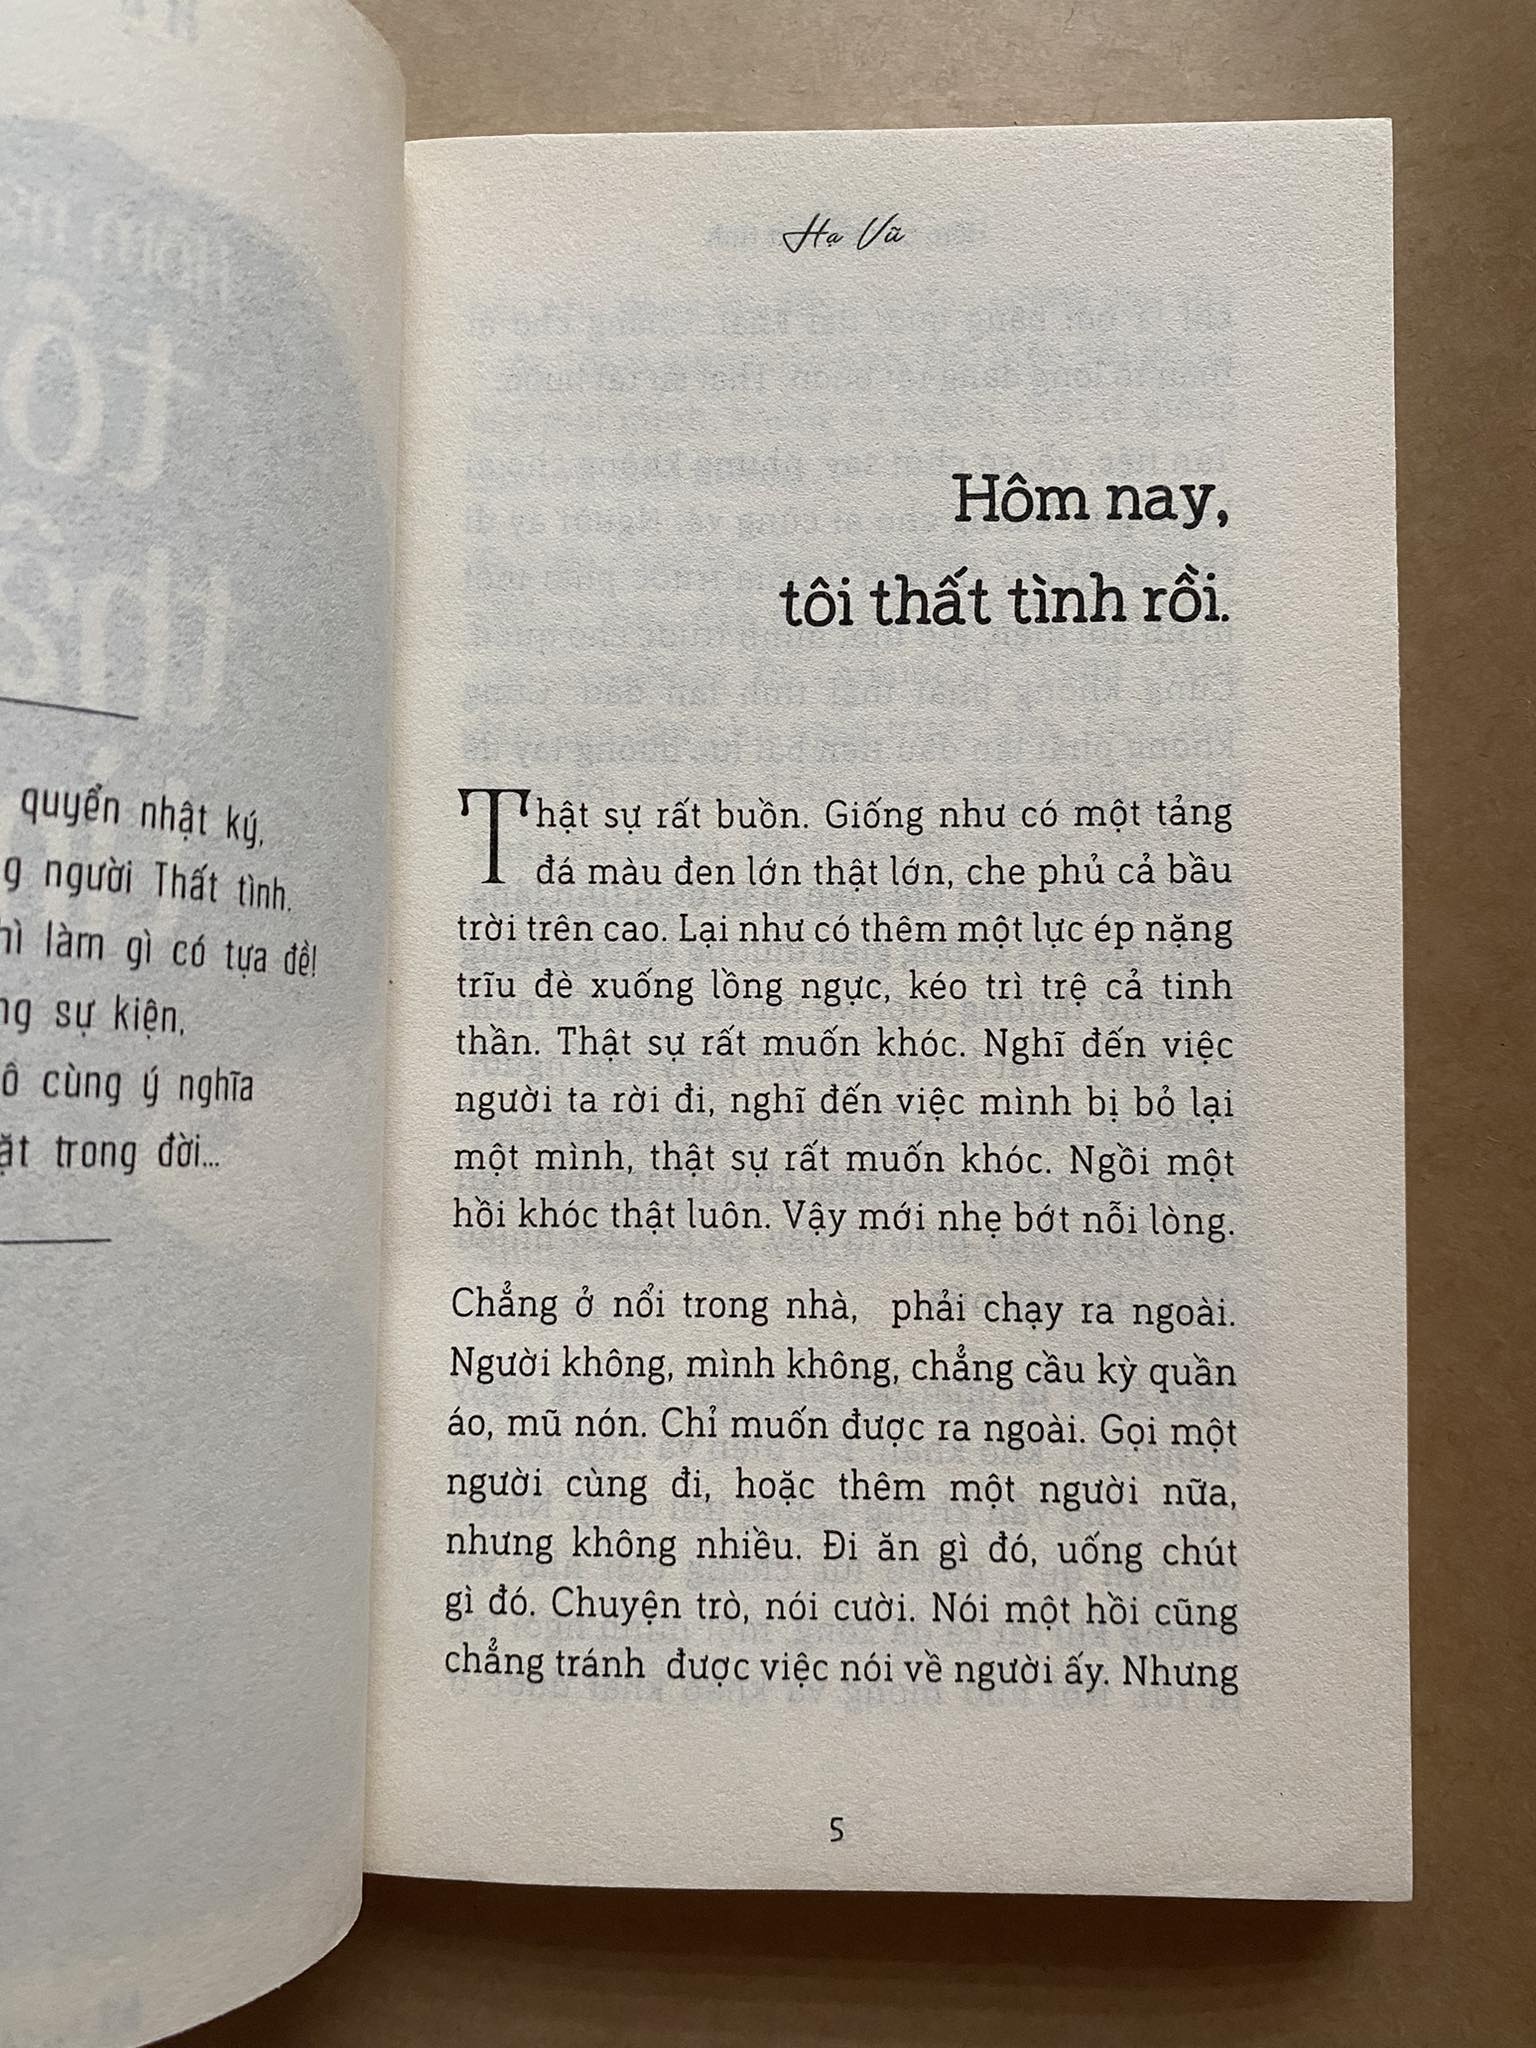 quyển nhật ký,
người Thất tình.
làm gì có tựa đề!
sự kiện,
cùng ý nghĩa
trong đời...
Hạ Vũ
Hôm nay,
tôi thất tình rồi.
Thật sự rất buồn. Giống như có một tảng
đá màu đen lớn thật lớn, che phủ cả bầu
trời trên cao. Lại như có thêm một lực ép nặng
trĩu đè xuống lồng ngực, kéo trì trệ cả tinh
thần. Thật sự rất muốn khóc. Nghĩ đến việc
người ta rời đi, nghĩ đến việc mình bị bỏ lại
một mình, thật sự rất muốn khóc. Ngồi một
hồi khóc thật luôn. Vậy mới nhẹ bớt nỗi lòng.
Chẳng ở nổi trong nhà, phải chạy ra ngoài.
Người không, mình không, chẳng cầu kỳ quần
áo, mũ nón. Chỉ muốn được ra ngoài. Gọi một
người cùng đi, hoặc thêm một người nữa,
nhưng không nhiều. Đi ăn gì đó, uống chút
gì đó. Chuyện trò, nói cười. Nói một hồi cũng
chẳng tránh được việc nói về người ấy. Nhưng
5